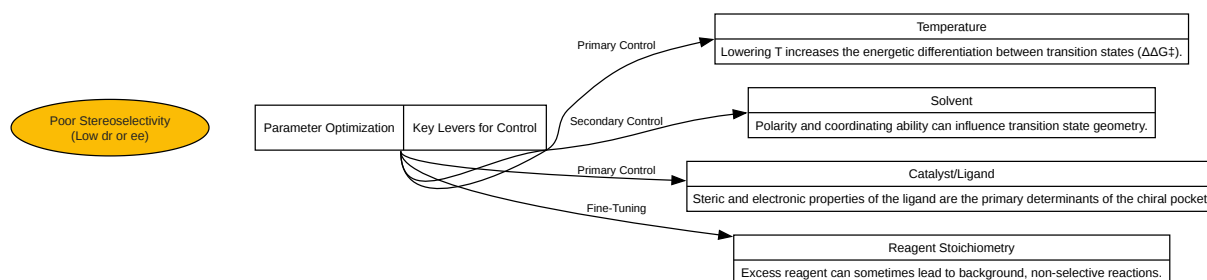 Poor Stereoselectivity
(Low dr or ee)
Parameter Optimization
Key Levers for Control
Primary Control
Temperature
Lowering T increases the energetic differentiation between transition states (ΔΔG‡).
Secondary Control
Solvent
Polarity and coordinating ability can influence transition state geometry.
Primary Control
Catalyst/Ligand
Steric and electronic properties of the ligand are the primary determinants of the chiral pocket
Fine-Tuning
Reagent Stoichiometry
Excess reagent can sometimes lead to background, non-selective reactions.